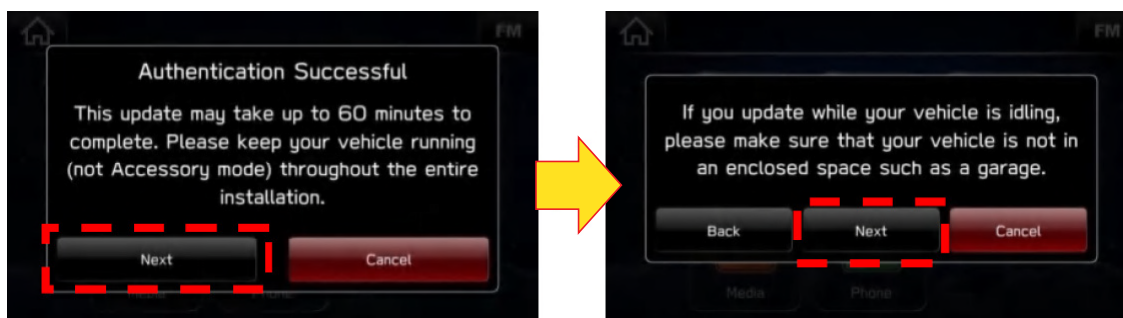 FM
Authentication Successful
This update may take up to 60 minutes to
complete. Please keep your vehicle running
(not Accessory mode) throughout the entire
installation.
Next
Cancel
Media
Phone
FM
If you update while your vehicle is idling,
please make sure that your vehicle is not in
an enclosed space such as a garage.
Back
Next
Cancel
Media
Phone